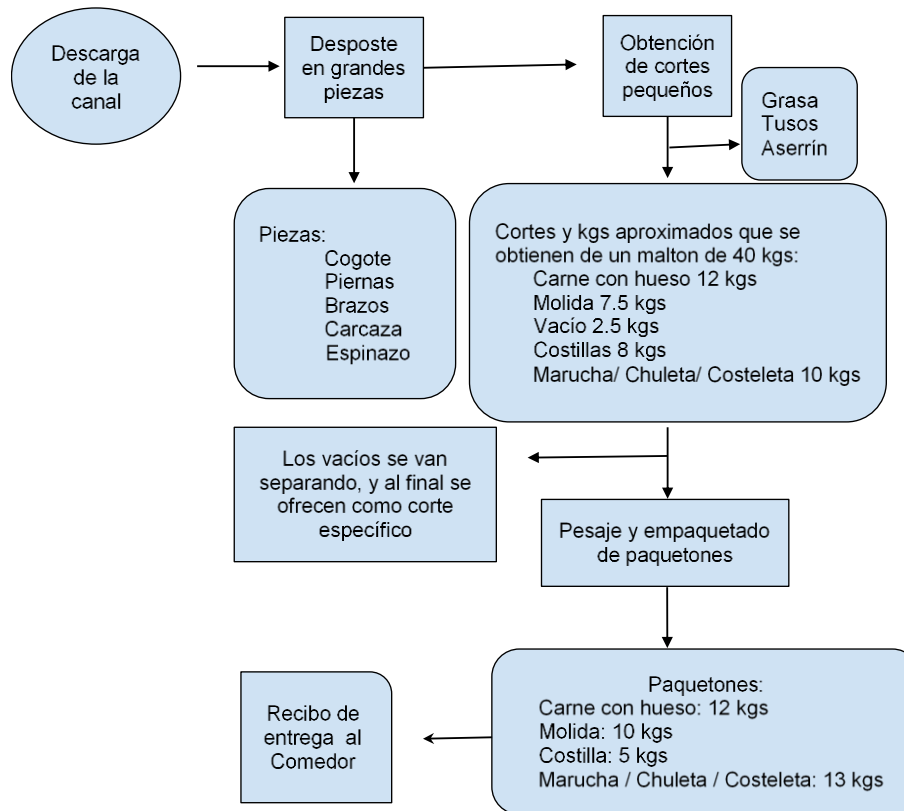 Descarga
de la
canal
Desposte
en grandes
piezas
Obtención
de cortes
pequeños
Grasa
Tusos
Aserrín
Piezas:
Cogote
Piernas
Brazos
Carcaza
Espinazo
Cortes y kgs aproximados que se
obtienen de un malton de 40 kgs:
Carne con hueso 12 kgs
Molida 7.5 kgs
Vacío 2.5 kgs
Costillas 8 kgs
Marucha/ Chuleta/ Costeleta 10 kgs
Los vacíos se van
separando, y al final se
ofrecen como corte
específico
Pesaje y empaquetado
de paquetones
Paquetones:
Carne con hueso: 12 kgs
Molida: 10 kgs
Costilla: 5 kgs
Marucha / Chuleta / Costeleta: 13 kgs
Recibo de
entrega al
Comedor